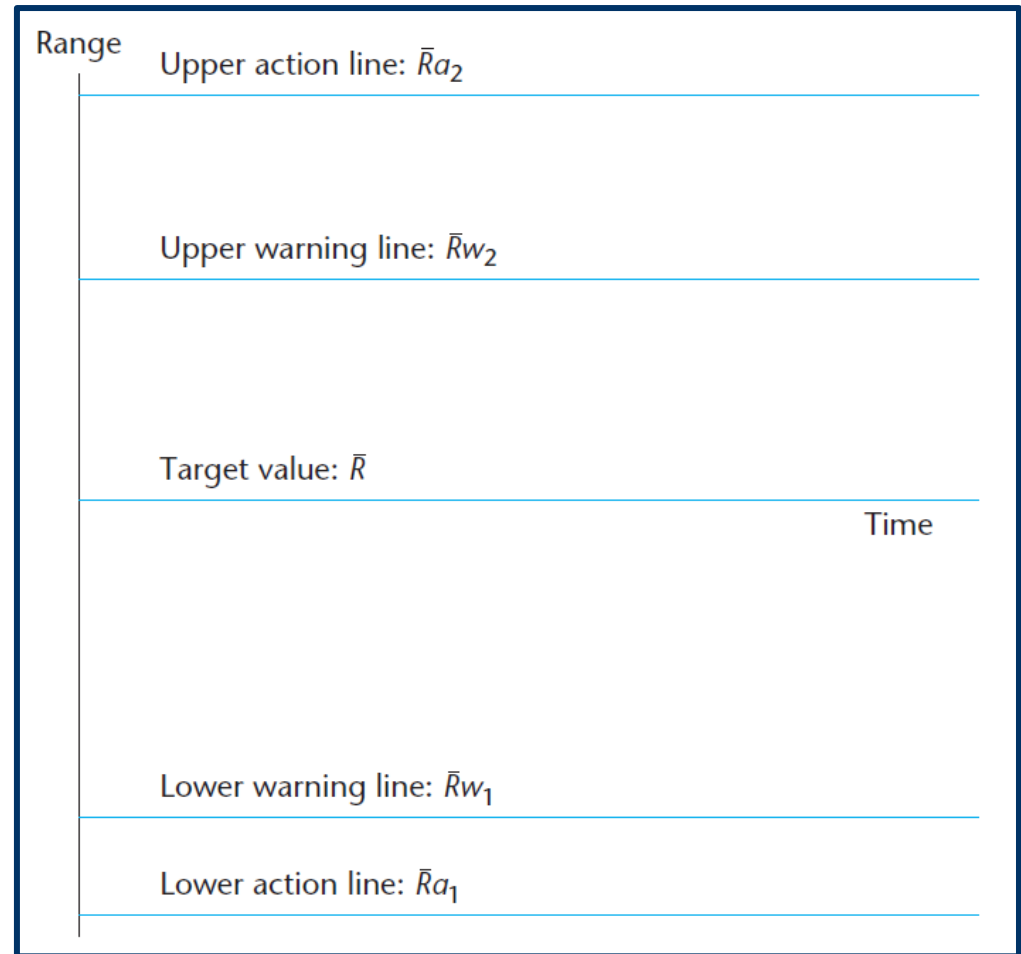 Range
Upper action line: R̄a₂
Upper warning line: R̄w₂
Target value: R̄
Time
Lower warning line: R̄w₁
Lower action line: R̄a₁